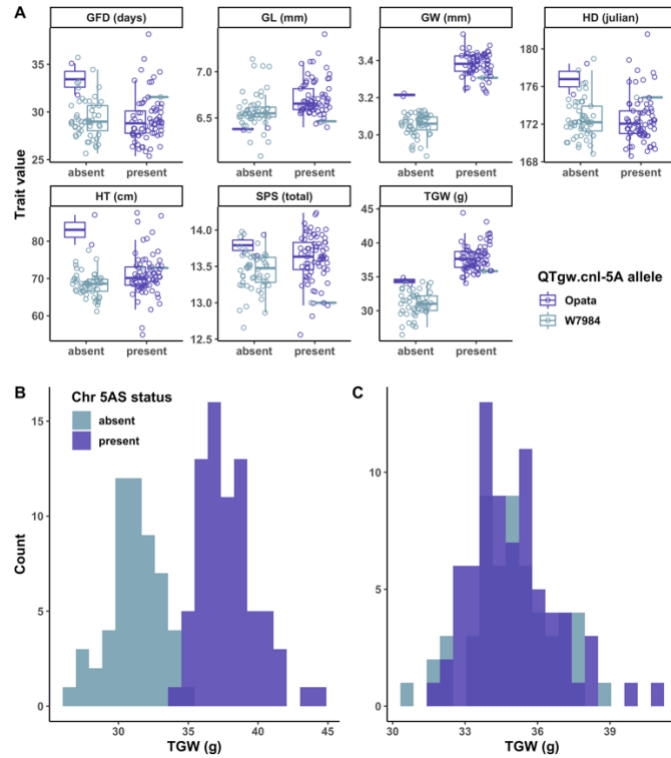 A
GFD (days) GL (mm) GW (mm) HD (julian)
35 7.0 3.4 180
30 6.5 3.2 176
25 3.0 172
168
absent present absent present absent present absent present
Trait value
HT (cm) SPS (total) TGW (g)
80 14.0 45
70 13.5 40
60 13.0 35
12.5 30
absent present absent present absent present
QTgw.cnl-5A allele
Opata
W7984
B
Chr 5AS status
absent
present
15
10
5
0
Count
30 35 40 45
TGW (g)
C
10
5
0
30 33 36 39
TGW (g)